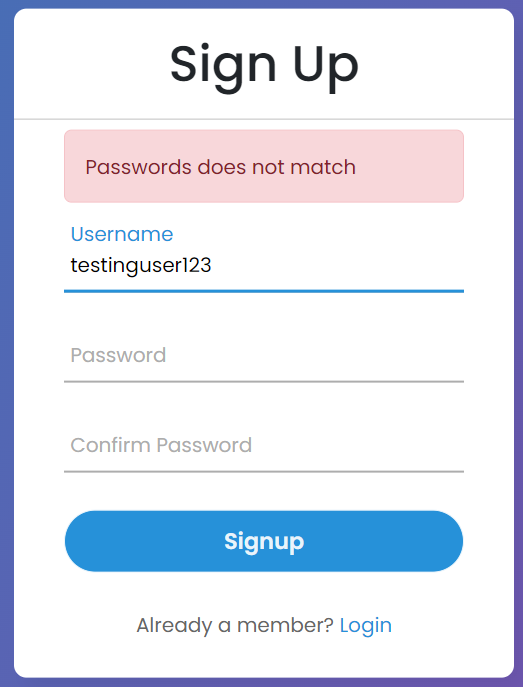 Sign Up
Passwords does not match
Username
testinguser123
Password
Confirm Password
Signup
Already a member? Login